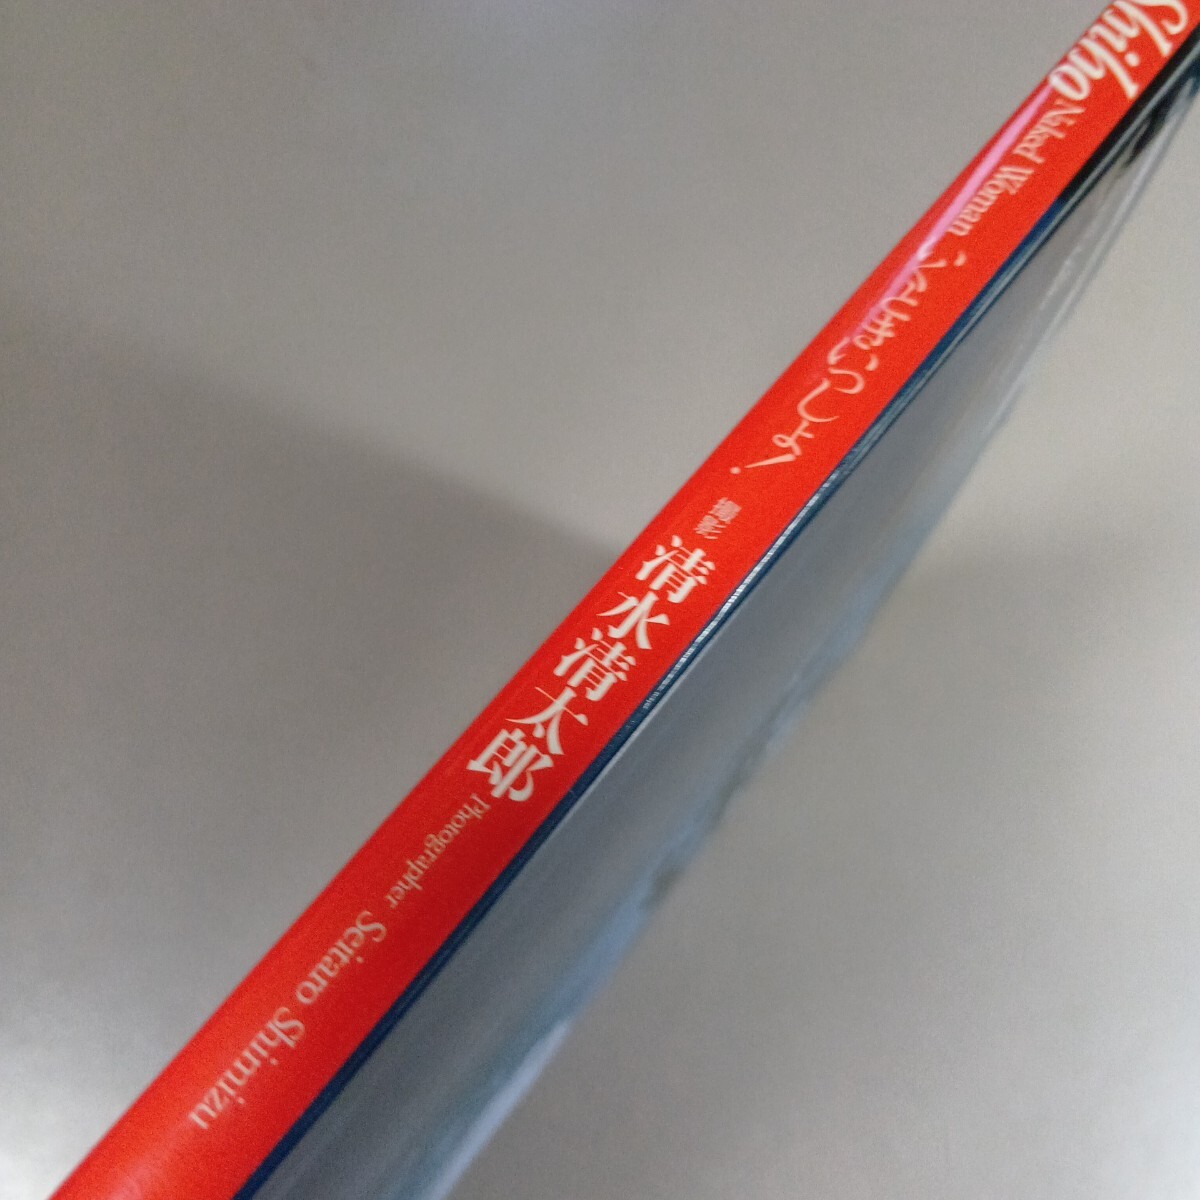 Shiho
Naked Woman
撮影
清水清太郎
Photographer Seitaro Shimizu